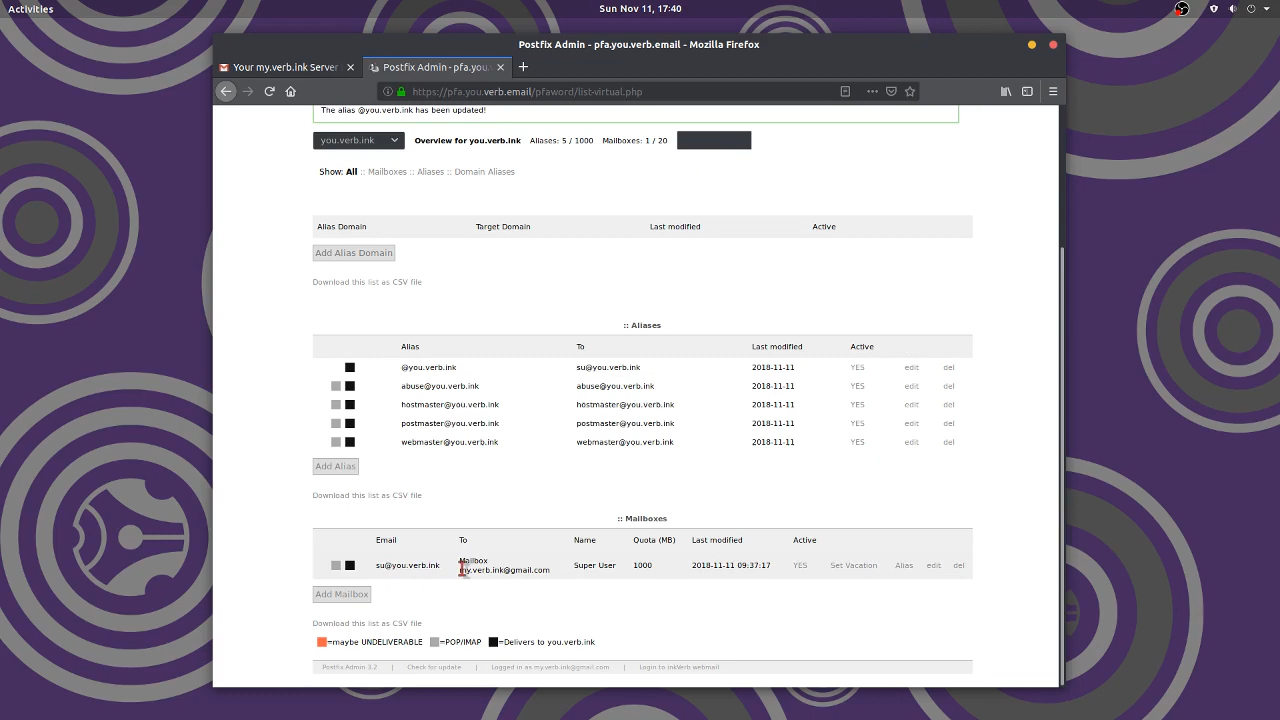 Activities
Sun Nov 11, 17:40
Postfix Admin - pfa.you.verb.email - Mozilla Firefox
Your my.verb.ink Server
Postfix Admin - pfa.you.
https://pfa.you.verb.email/pfaword/list-virtual.php
The alias @you.verb.ink has been updated!
you.verb.ink Overview for you.verb.ink Aliases: 5 / 1000 Mailboxes: 1 / 20
Show: All :: Mailboxes :: Aliases :: Domain Aliases
Alias Domain Target Domain Last modified Active
Add Alias Domain
Download this list as CSV file
:: Aliases
Alias To Last modified Active
@you.verb.ink su@you.verb.ink 2018-11-11 YES edit del
abuse@you.verb.ink abuse@you.verb.ink 2018-11-11 YES edit del
hostmaster@you.verb.ink hostmaster@you.verb.ink 2018-11-11 YES edit del
postmaster@you.verb.ink postmaster@you.verb.ink 2018-11-11 YES edit del
webmaster@you.verb.ink webmaster@you.verb.ink 2018-11-11 YES edit del
Add Alias
Download this list as CSV file
:: Mailboxes
Email To Name Quota (MB) Last modified Active
Mailbox
su@you.verb.ink my.verb.ink@gmail.com Super User 1000 2018-11-11 09:37:17 YES Set Vacation Alias edit del
Add Mailbox
Download this list as CSV file
=maybe UNDELIVERABLE =POP/IMAP =Delivers to you.verb.ink
Postfix Admin 3.2 | Check for update | Logged in as my.verb.ink@gmail.com | Login to inkVerb webmail